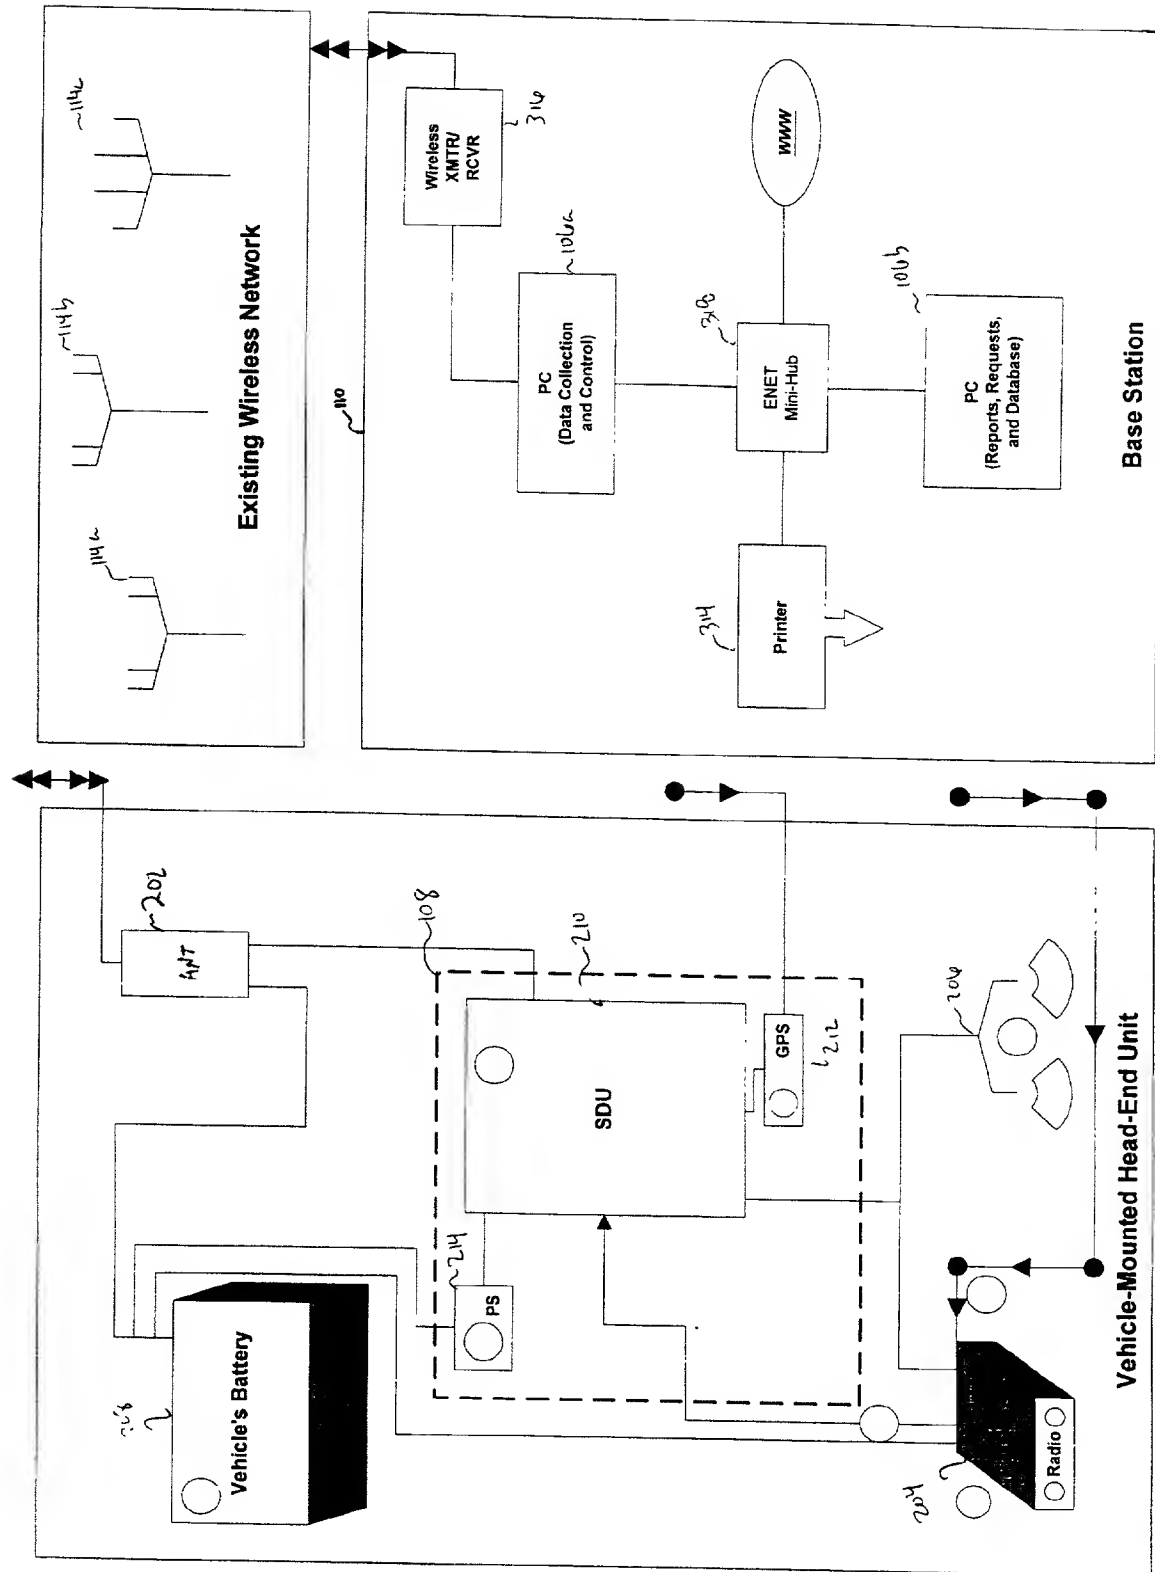 114a
114b
114c
Existing Wireless Network
110
Wireless
XMTR/
RCVR
316
PC
(Data Collection
and Control)
106a
ENET
Mini-Hub
WWW
Printer
314
PC
(Reports, Requests,
and Database)
106b
Base Station
Vehicle's Battery
ANT
202
108
PS
214
SDU
210
GPS
212
Radio
204
206
Vehicle-Mounted Head-End Unit